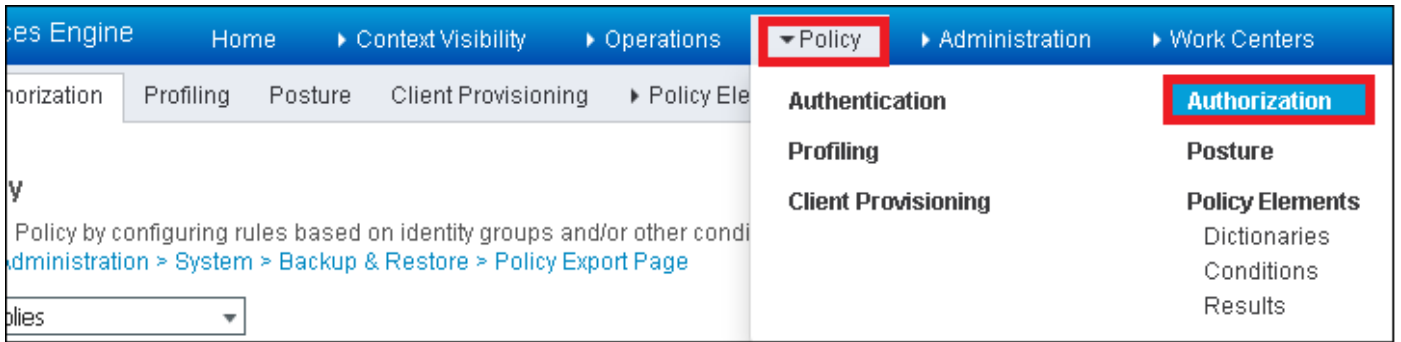 ces Engine Home Context Visibility Operations Policy Administration Work Centers
horization Profiling Posture Client Provisioning Policy Ele
Authentication Authorization
Profiling Posture
Client Provisioning Policy Elements
Dictionaries
Conditions
Results
y
Policy by configuring rules based on identity groups and/or other condi
dministration > System > Backup & Restore > Policy Export Page
plies